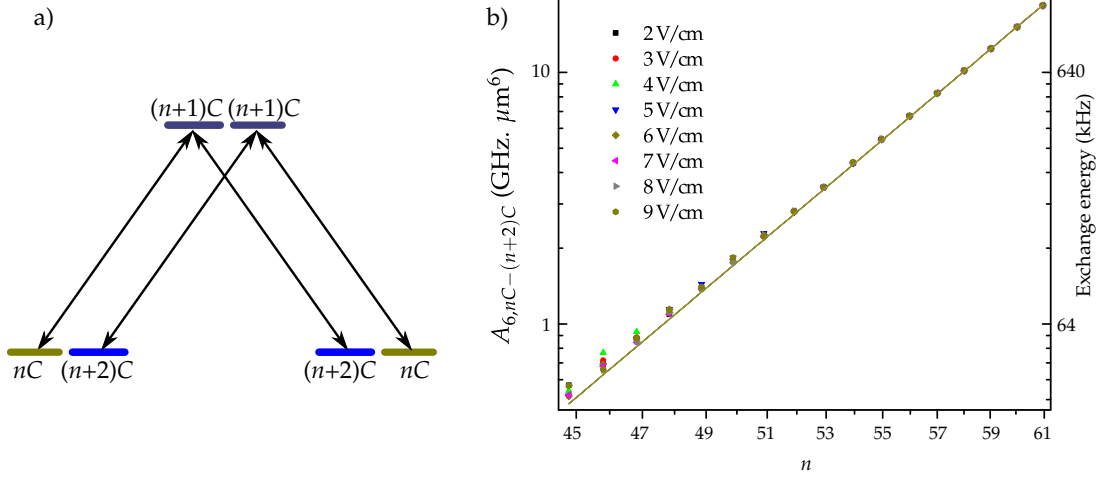 a)
(n+1)C (n+1)C
nC (n+2)C (n+2)C nC
b)
2 V/cm
3 V/cm
4 V/cm
5 V/cm
6 V/cm
7 V/cm
8 V/cm
9 V/cm
A6,nC−(n+2)C (GHz. μm⁶)
10
1
640
64
Exchange energy (kHz)
45 47 49 51 53 55 57 59 61
n